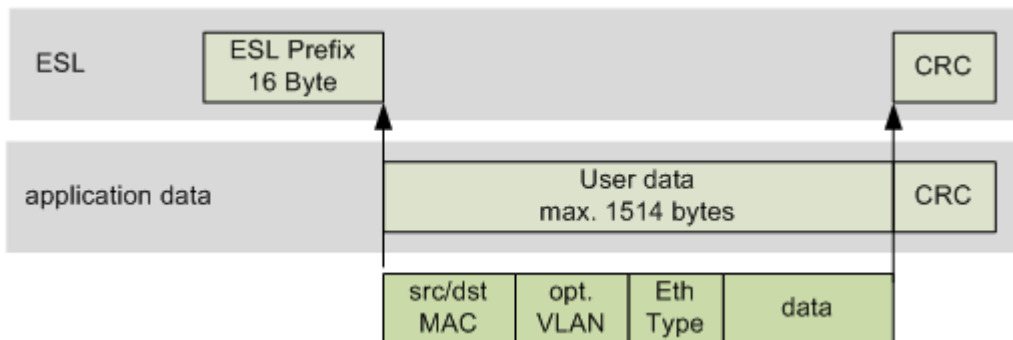 ESL
ESL Prefix
16 Byte
CRC
application data
User data
max. 1514 bytes
CRC
src/dst
MAC
opt.
VLAN
Eth
Type
data